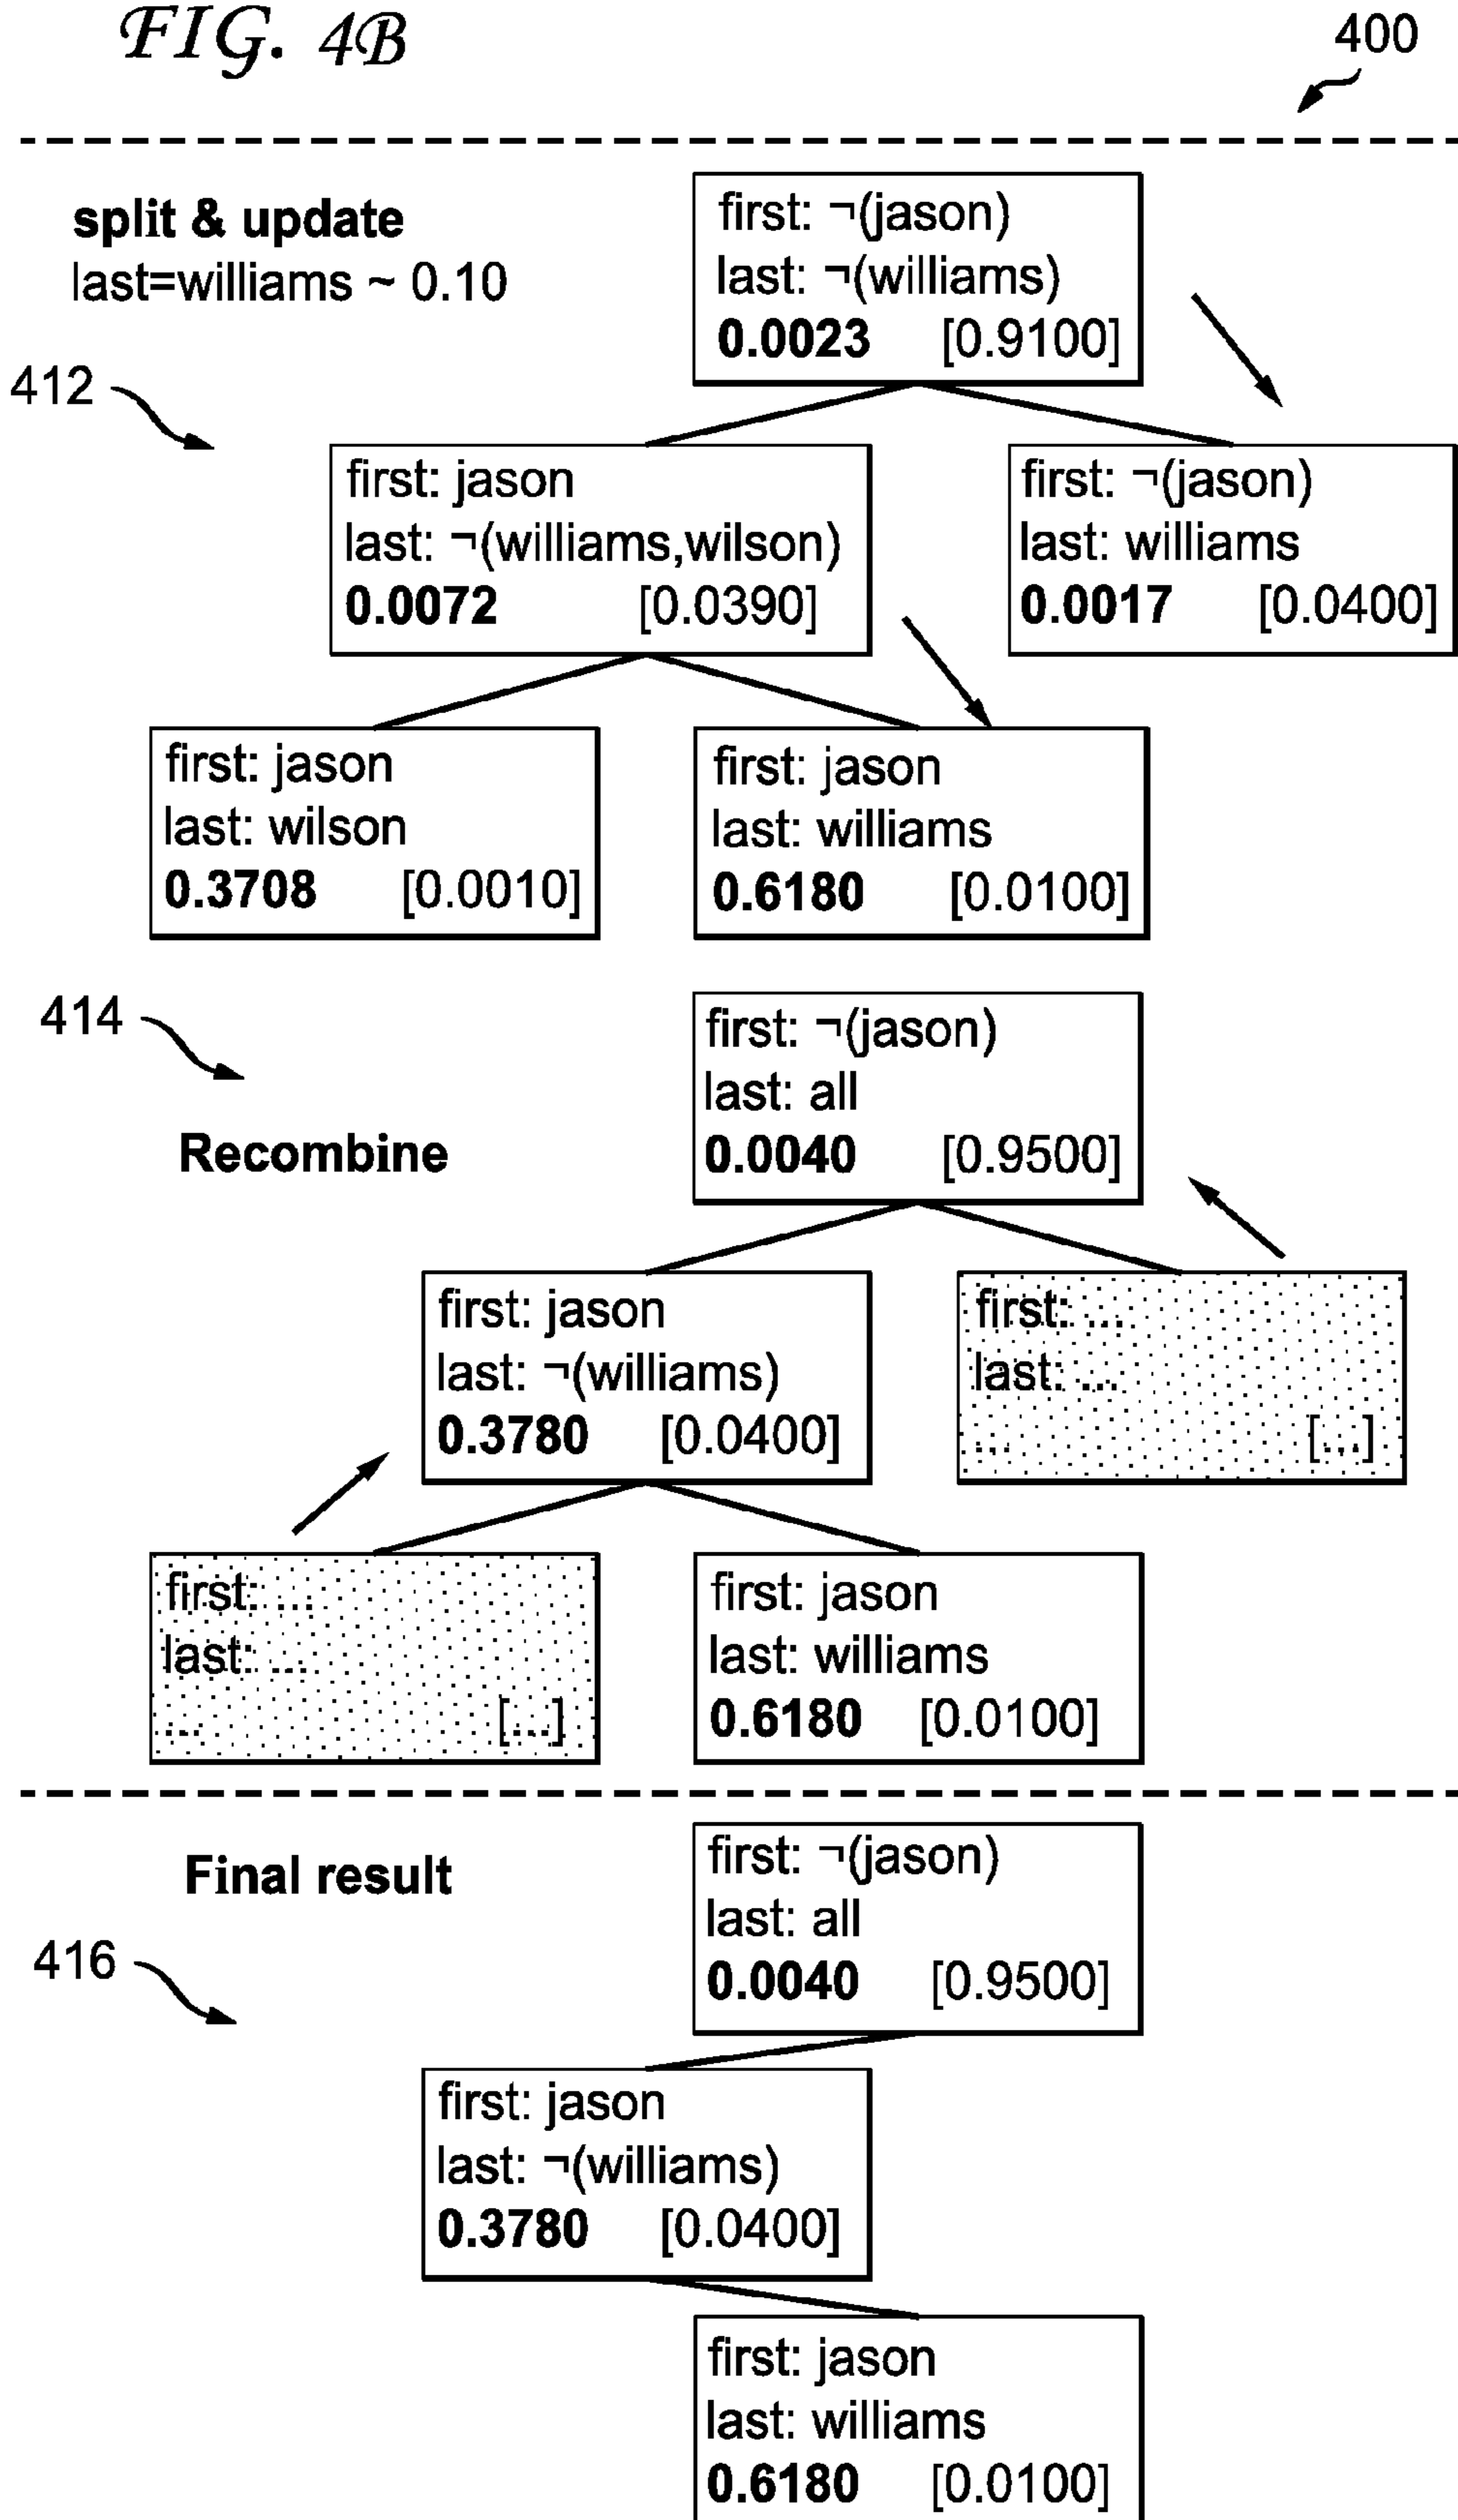 FIG. 4B
400
split & update
last=williams ~ 0.10
first: ¬(jason)
last: ¬(williams)
0.0023 [0.9100]
412
first: jason
last: ¬(williams,wilson)
0.0072 [0.0390]
first: ¬(jason)
last: williams
0.0017 [0.0400]
first: jason
last: wilson
0.3708 [0.0010]
first: jason
last: williams
0.6180 [0.0100]
414
Recombine
first: ¬(jason)
last: all
0.0040 [0.9500]
first: jason
last: ¬(williams)
0.3780 [0.0400]
first: ...
last: ...
... [...]
first: ...
last: ...
... [...]
first: jason
last: williams
0.6180 [0.0100]
Final result
416
first: ¬(jason)
last: all
0.0040 [0.9500]
first: jason
last: ¬(williams)
0.3780 [0.0400]
first: jason
last: williams
0.6180 [0.0100]